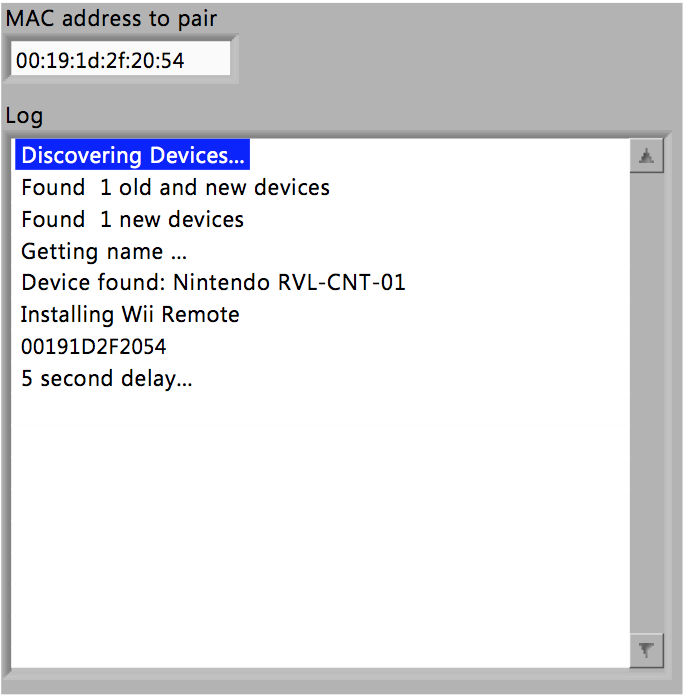 MAC address to pair
00:19:1d:2f:20:54
Log
Discovering Devices...
Found  1 old and new devices
Found  1 new devices
Getting name ...
Device found: Nintendo RVL-CNT-01
Installing Wii Remote
00191D2F2054
5 second delay...